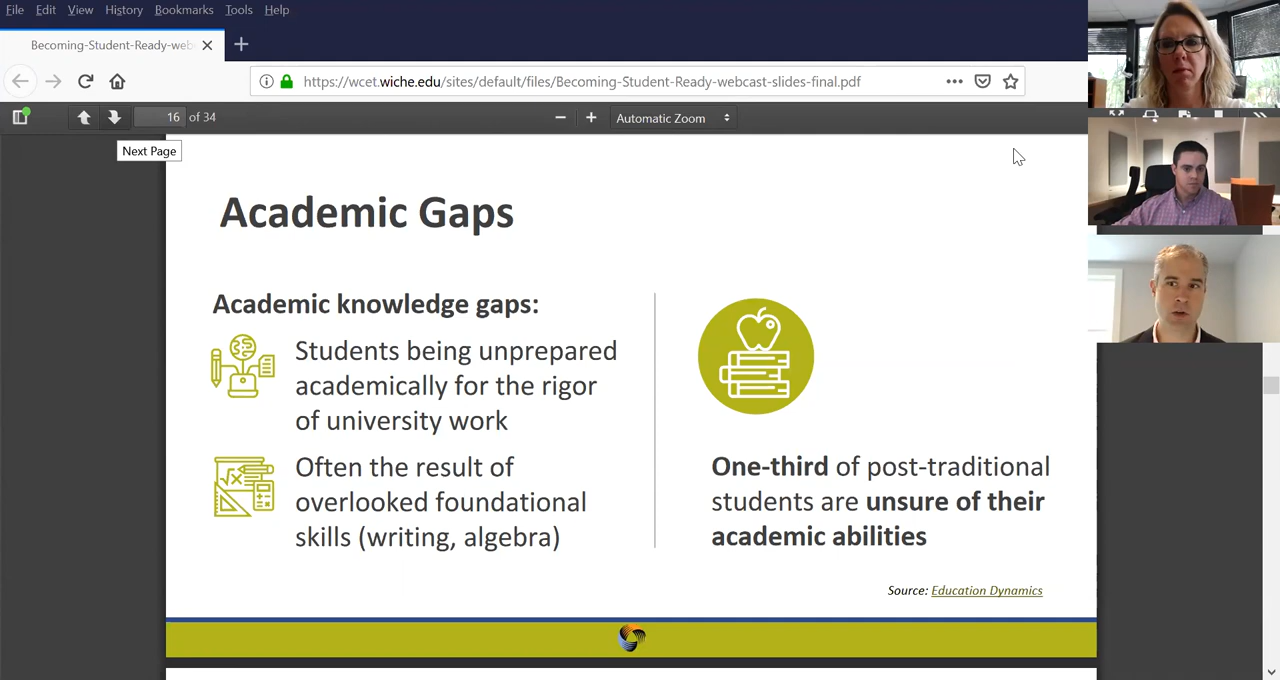 File Edit View History Bookmarks Tools Help
Becoming-Student-Ready-web
https://wcet.wiche.edu/sites/default/files/Becoming-Student-Ready-webcast-slides-final.pdf
16 of 34
Automatic Zoom
Next Page
Academic Gaps
Academic knowledge gaps:
Students being unprepared
academically for the rigor
of university work
Often the result of
overlooked foundational
skills (writing, algebra)
One-third of post-traditional
students are unsure of their
academic abilities
Source: Education Dynamics